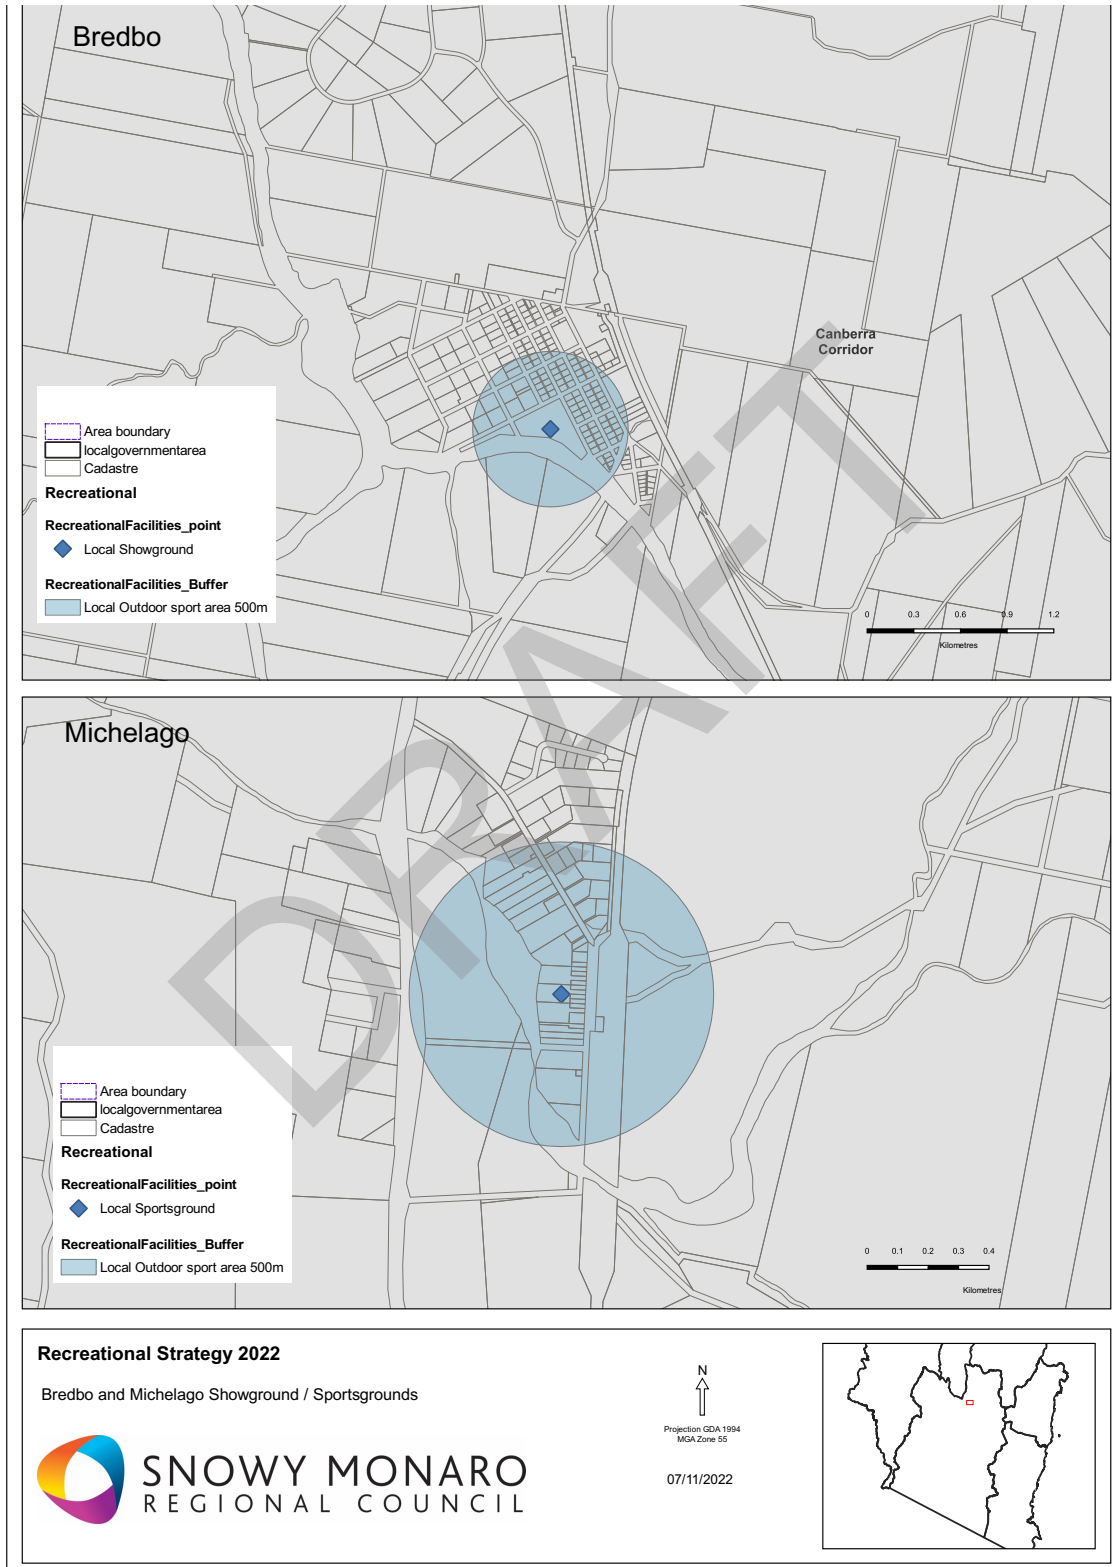 Bredbo
Canberra
Corridor
Area boundary
localgovernmentarea
Cadastre
Recreational
RecreationalFacilities_point
Local Showground
RecreationalFacilities_Buffer
Local Outdoor sport area 500m
0 0.3 0.6 0.9 1.2
Kilometres
DRAFT
Michelago
Area boundary
localgovernmentarea
Cadastre
Recreational
RecreationalFacilities_point
Local Sportsground
RecreationalFacilities_Buffer
Local Outdoor sport area 500m
0 0.1 0.2 0.3 0.4
Kilometres
Recreational Strategy 2022
Bredbo and Michelago Showground / Sportsgrounds
SNOWY MONARO
REGIONAL COUNCIL
N
Projection GDA 1994
MGA Zone 55
07/11/2022